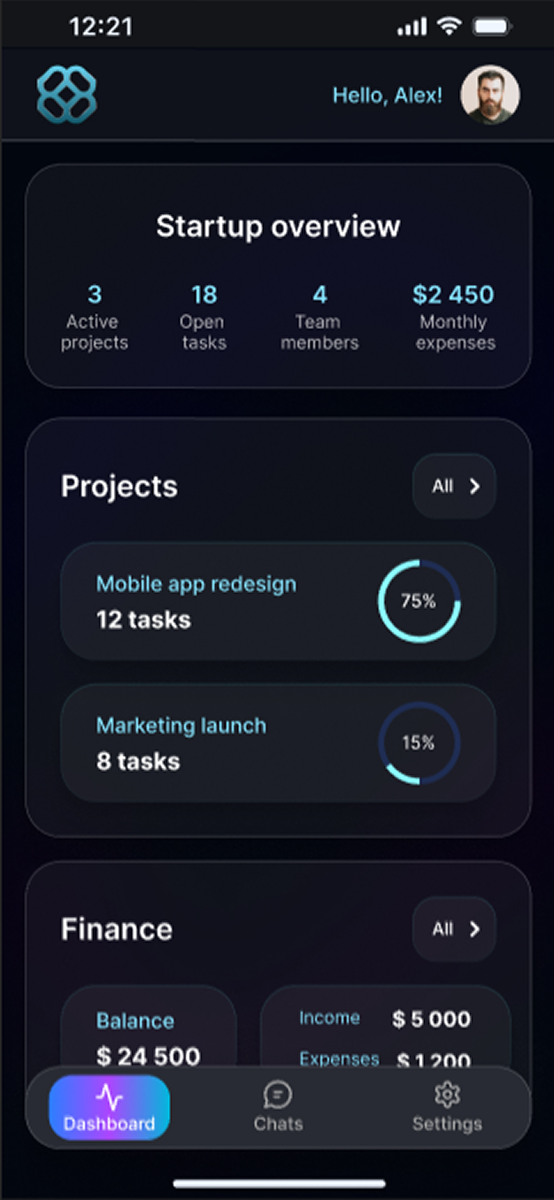 12:21
Hello, Alex!
Startup overview
3 18 4 $2 450
Active Open Team Monthly
projects tasks members expenses
Projects All
Mobile app redesign
12 tasks
75%
Marketing launch
8 tasks
15%
Finance All
Balance
$ 24 500
Income $ 5 000
Expenses $ 1 200
Dashboard Chats Settings